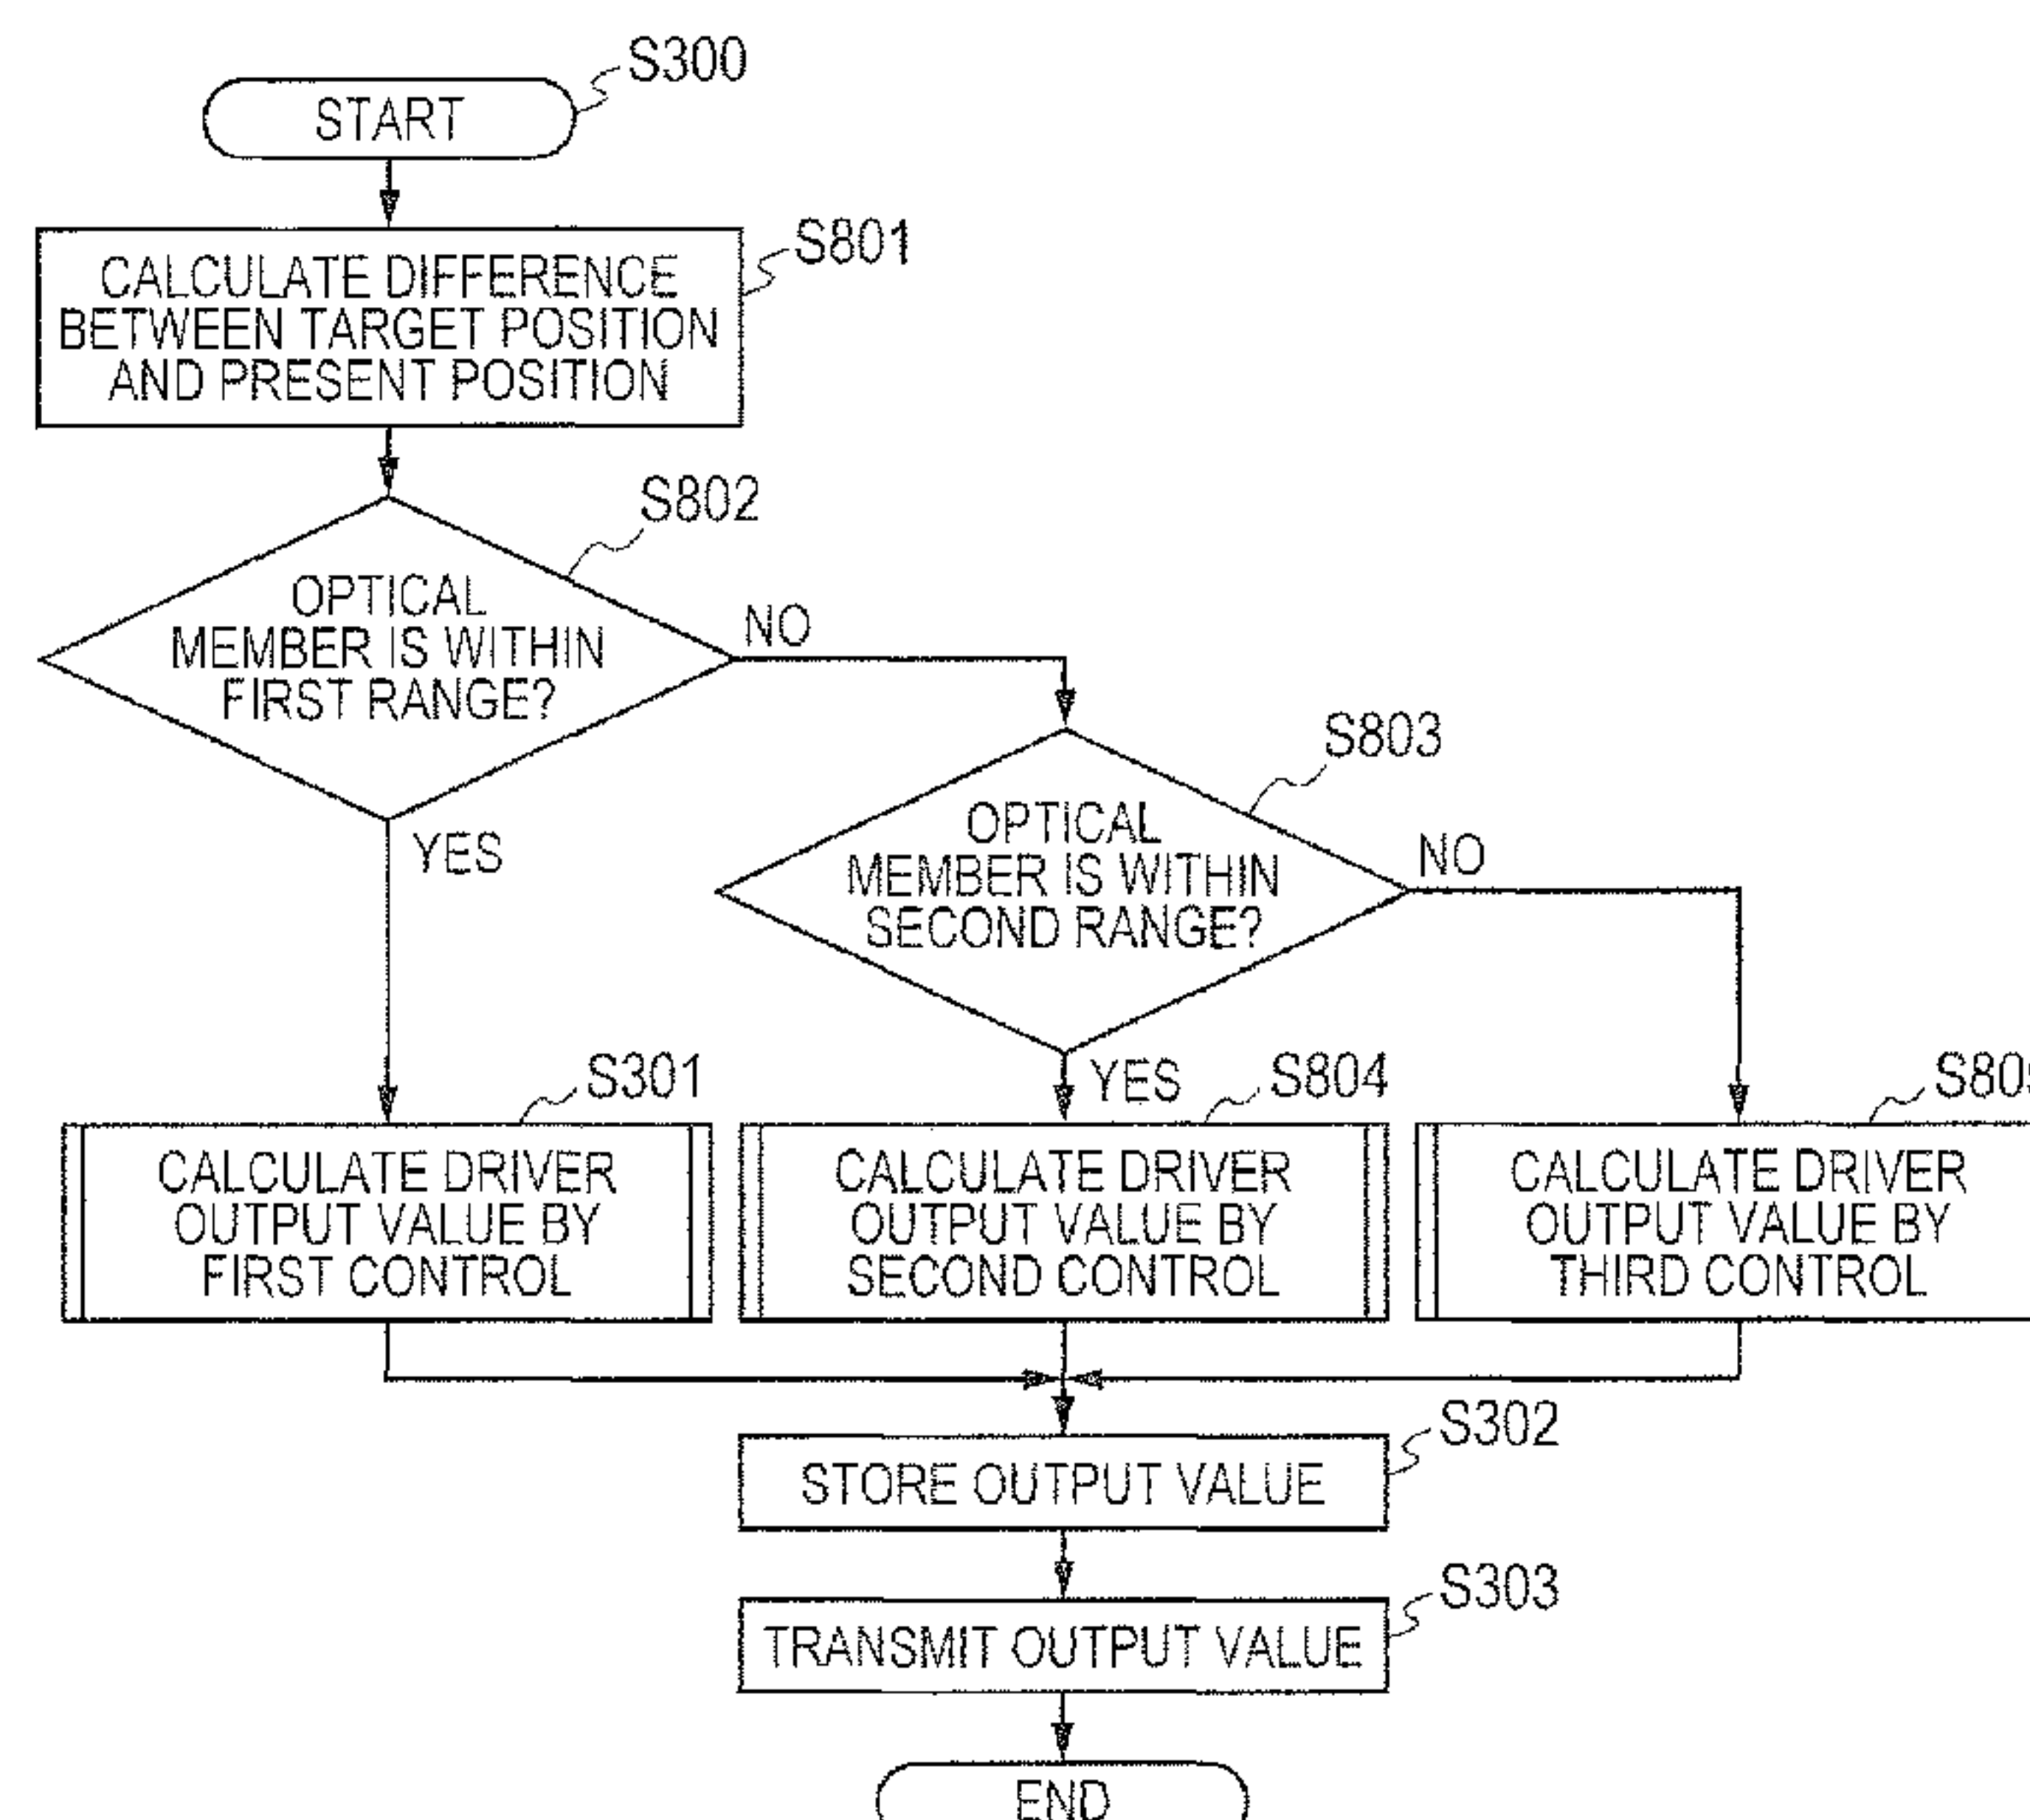 S300
START
S801
CALCULATE DIFFERENCE
BETWEEN TARGET POSITION
AND PRESENT POSITION
S802
OPTICAL
MEMBER IS WITHIN
FIRST RANGE?
NO
YES
S803
OPTICAL
MEMBER IS WITHIN
SECOND RANGE?
NO
YES
S301
CALCULATE DRIVER
OUTPUT VALUE BY
FIRST CONTROL
S804
CALCULATE DRIVER
OUTPUT VALUE BY
SECOND CONTROL
CALCULATE DRIVER
OUTPUT VALUE BY
THIRD CONTROL
S302
STORE OUTPUT VALUE
S303
TRANSMIT OUTPUT VALUE
END